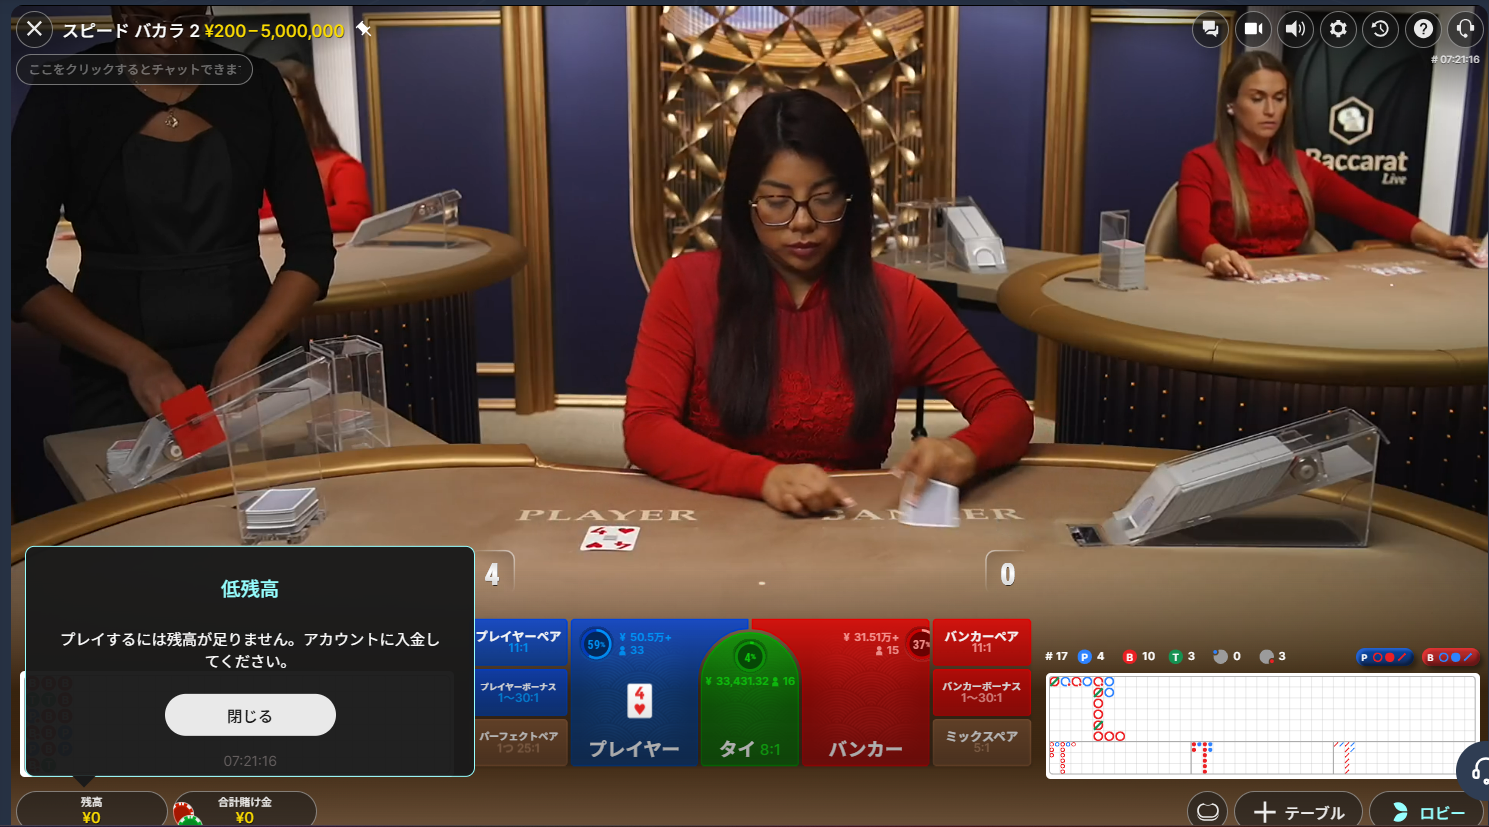 スピード バカラ 2 ¥200–5,000,000
ここをクリックするとチャットできま
# 07:21:16
Baccarat
Live
PLAYER
4
0
低残高
プレイするには残高が足りません。アカウントに入金し
てください。
閉じる
07:21:16
プレイヤーペア
11:1
プレイヤーボーナス
1〜30:1
パーフェクトペア
1つ 25:1
59%
¥ 50.5万+
33
4
プレイヤー
4%
¥ 33,431.32 16
タイ 8:1
¥ 31.51万+
15
37%
バンカー
バンカーペア
11:1
バンカーボーナス
1〜30:1
ミックスペア
5:1
# 17 P 4 B 10 T 3 0 3
P
B
残高
¥0
合計賭け金
¥0
テーブル
ロビー